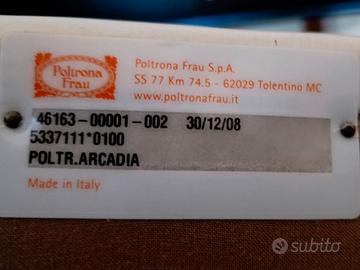 Poltrona
Frau
Poltrona Frau S.p.A.
SS 77 Km 74.5 - 62029 Tolentino MC
www.poltronafrau.it
46163-00001-002 30/12/08
5337111*0100
POLTR.ARCADIA
Made in Italy
subito